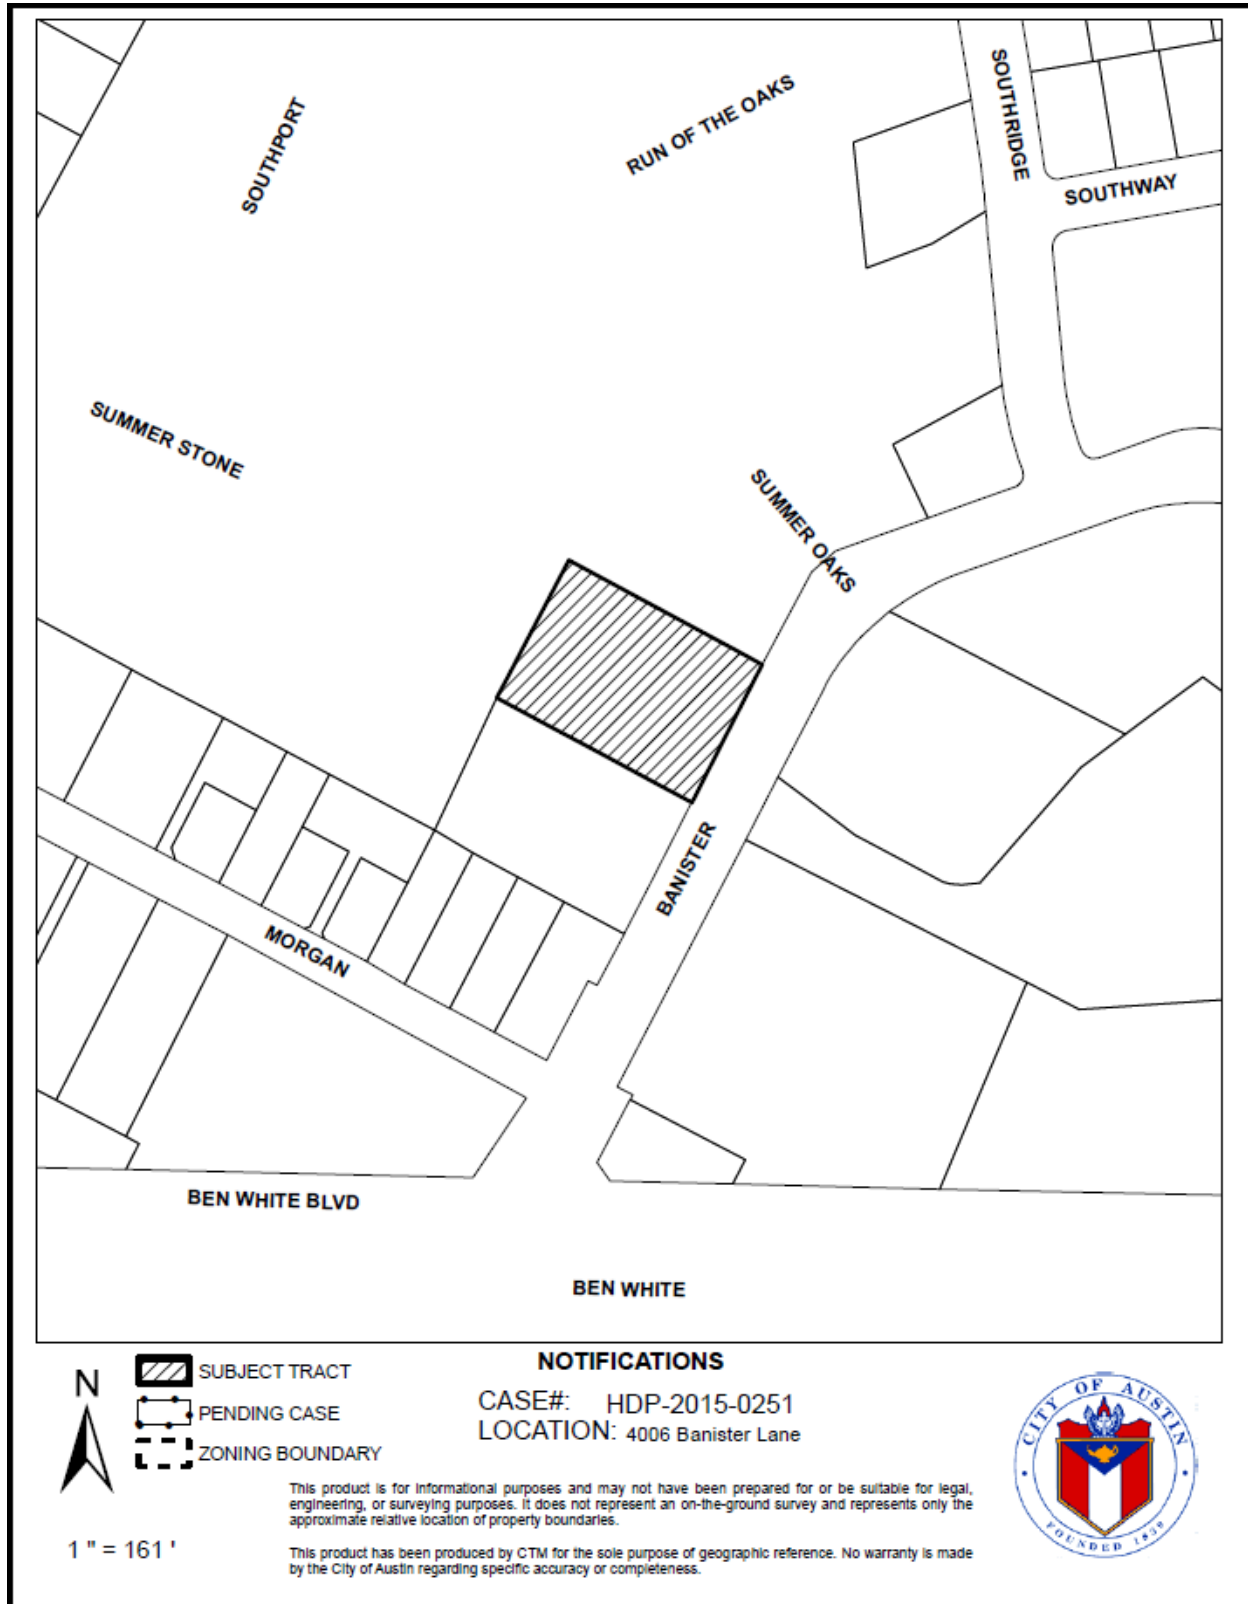 SOUTHRIDGE
RUN OF THE OAKS
SOUTHPORT
SOUTHWAY
SUMMER STONE
SUMMER OAKS
BANISTER
MORGAN
BEN WHITE BLVD
BEN WHITE
N
1 " = 161 '
SUBJECT TRACT
PENDING CASE
ZONING BOUNDARY
NOTIFICATIONS
CASE#: HDP-2015-0251
LOCATION: 4006 Banister Lane
This product is for informational purposes and may not have been prepared for or be suitable for legal,
engineering, or surveying purposes. It does not represent an on-the-ground survey and represents only the
approximate relative location of property boundaries.
This product has been produced by CTM for the sole purpose of geographic reference. No warranty is made
by the City of Austin regarding specific accuracy or completeness.
CITY OF AUSTIN
FOUNDED 1839